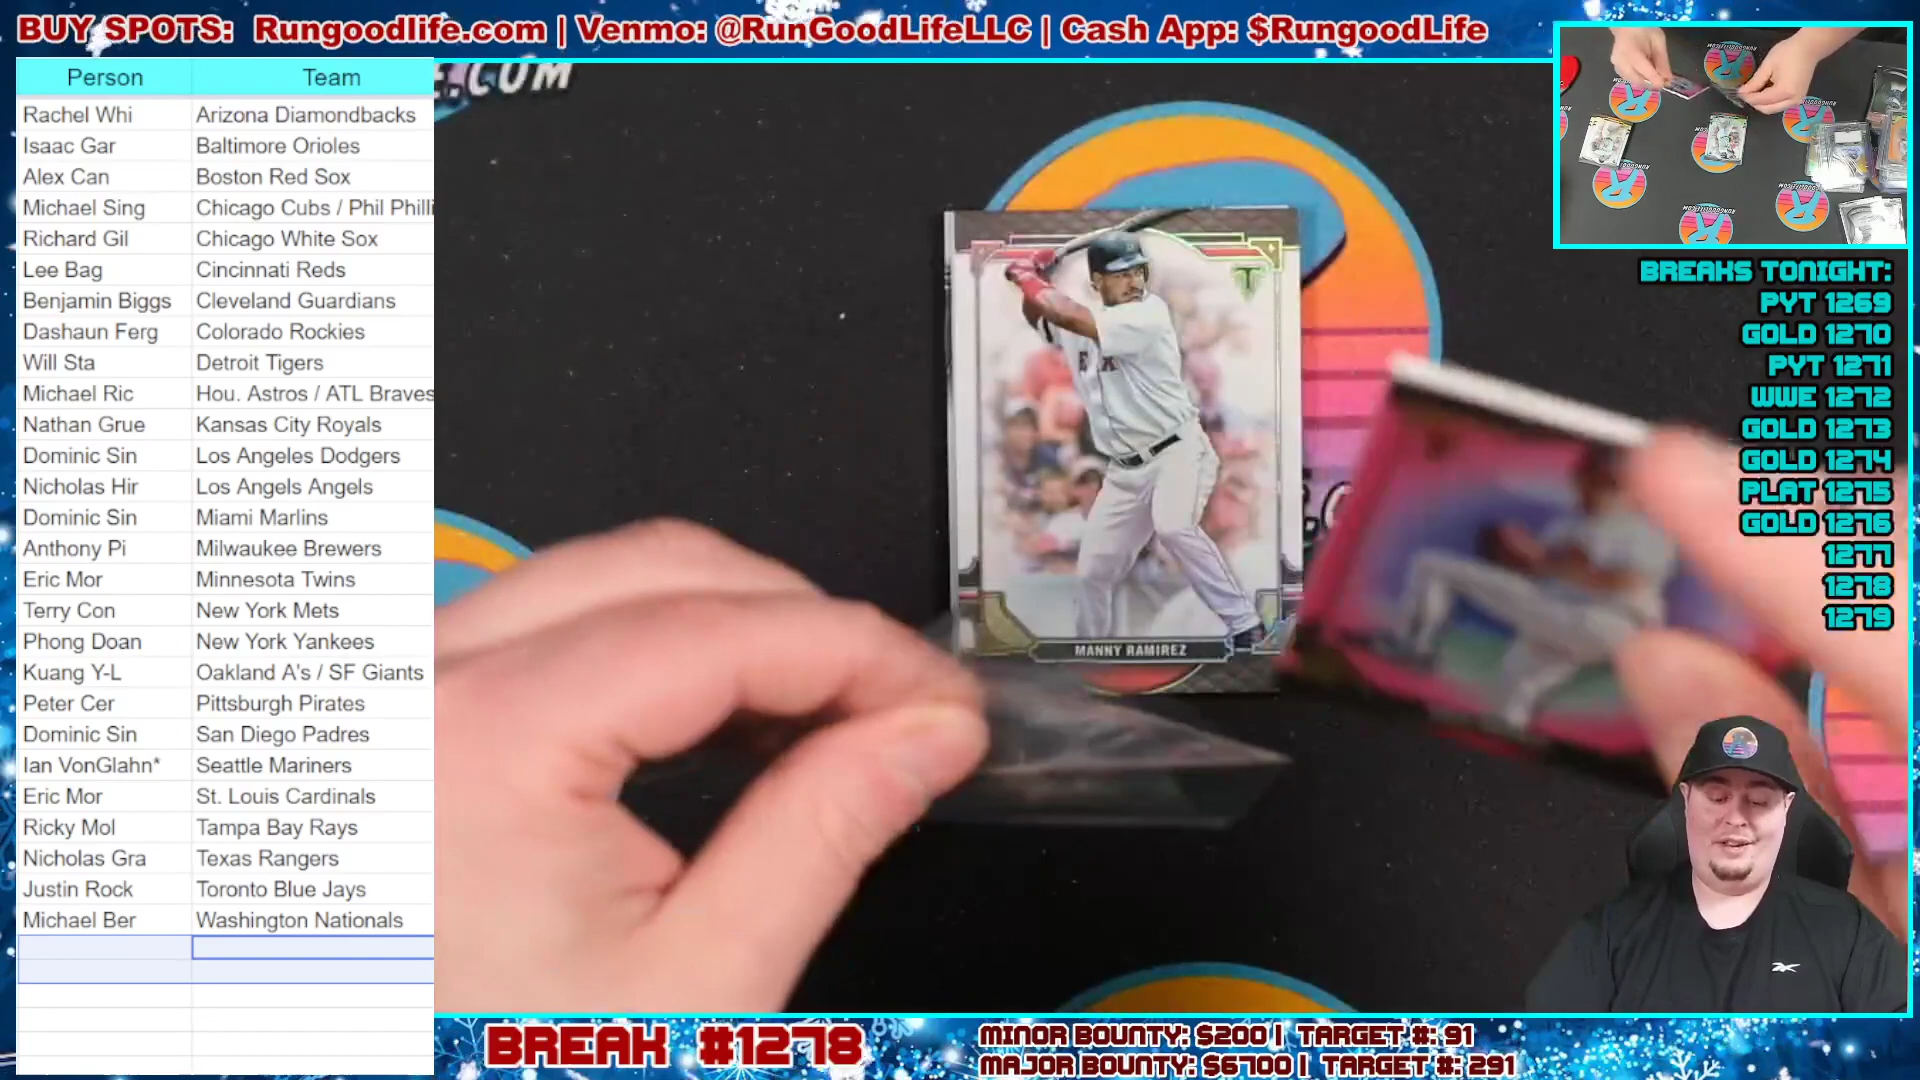 BUY SPOTS: Rungoodlife.com | Venmo: @RunGoodLifeLLC | Cash App: $RungoodLife
Person Team
Rachel Whi Arizona Diamondbacks
Isaac Gar Baltimore Orioles
Alex Can Boston Red Sox
Michael Sing Chicago Cubs / Phil Philli
Richard Gil Chicago White Sox
Lee Bag Cincinnati Reds
Benjamin Biggs Cleveland Guardians
Dashaun Ferg Colorado Rockies
Will Sta Detroit Tigers
Michael Ric Hou. Astros / ATL Braves
Nathan Grue Kansas City Royals
Dominic Sin Los Angeles Dodgers
Nicholas Hir Los Angels Angels
Dominic Sin Miami Marlins
Anthony Pi Milwaukee Brewers
Eric Mor Minnesota Twins
Terry Con New York Mets
Phong Doan New York Yankees
Kuang Y-L Oakland A's / SF Giants
Peter Cer Pittsburgh Pirates
Dominic Sin San Diego Padres
Ian VonGlahn* Seattle Mariners
Eric Mor St. Louis Cardinals
Ricky Mol Tampa Bay Rays
Nicholas Gra Texas Rangers
Justin Rock Toronto Blue Jays
Michael Ber Washington Nationals
E.COM
MANNY RAMIREZ
BREAKS TONIGHT:
PYT 1269
GOLD 1270
PYT 1271
WWE 1272
GOLD 1273
GOLD 1274
PLAT 1275
GOLD 1276
1277
1278
1279
BREAK #1278
MINOR BOUNTY: $200 | TARGET #: 91
MAJOR BOUNTY: $6700 | TARGET #: 291